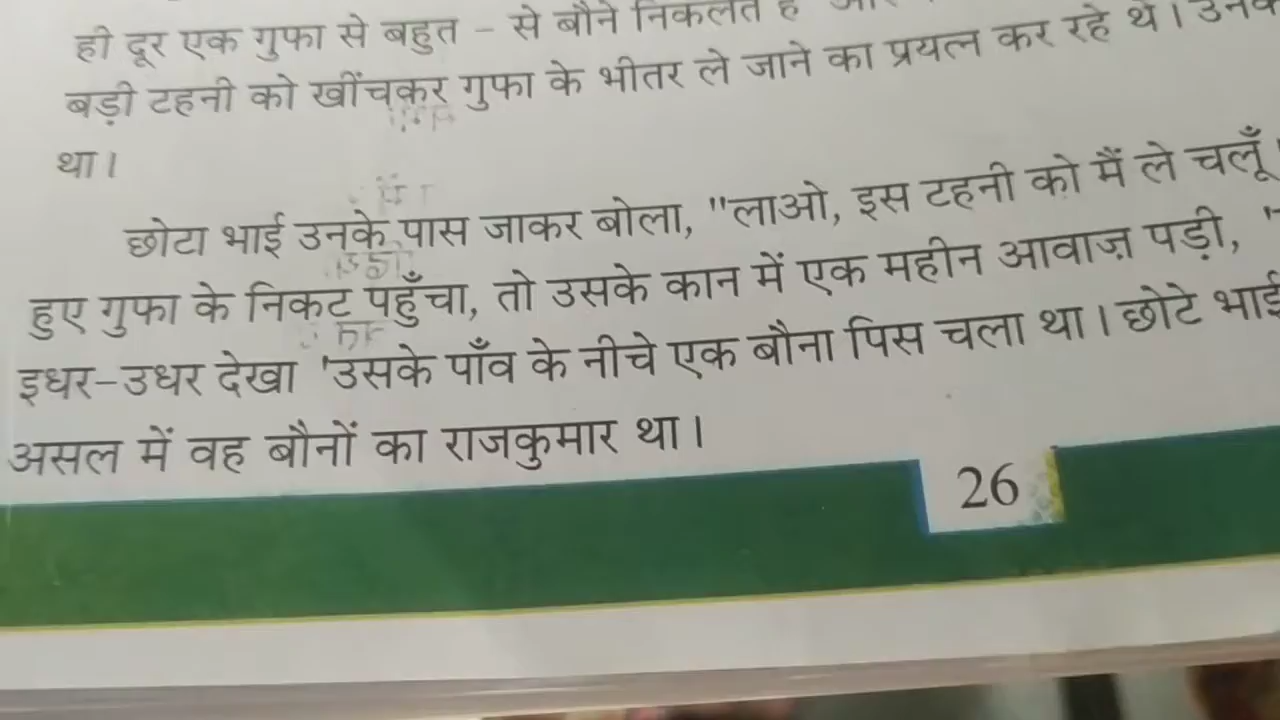 ही दूर एक गुफा से बहुत - से बौने निकलते है
बड़ी टहनी को खींचकर गुफा के भीतर ले जाने का प्रयत्न कर रहे थे।
था।
छोटा भाई उनके पास जाकर बोला, "लाओ, इस टहनी को मैं ले चलूँ।
हुए गुफा के निकट पहुँचा, तो उसके कान में एक महीन आवाज़ पड़ी, "
इधर-उधर देखा 'उसके पाँव के नीचे एक बौना पिस चला था। छोटे भाई
असल में वह बौनों का राजकुमार था।
26